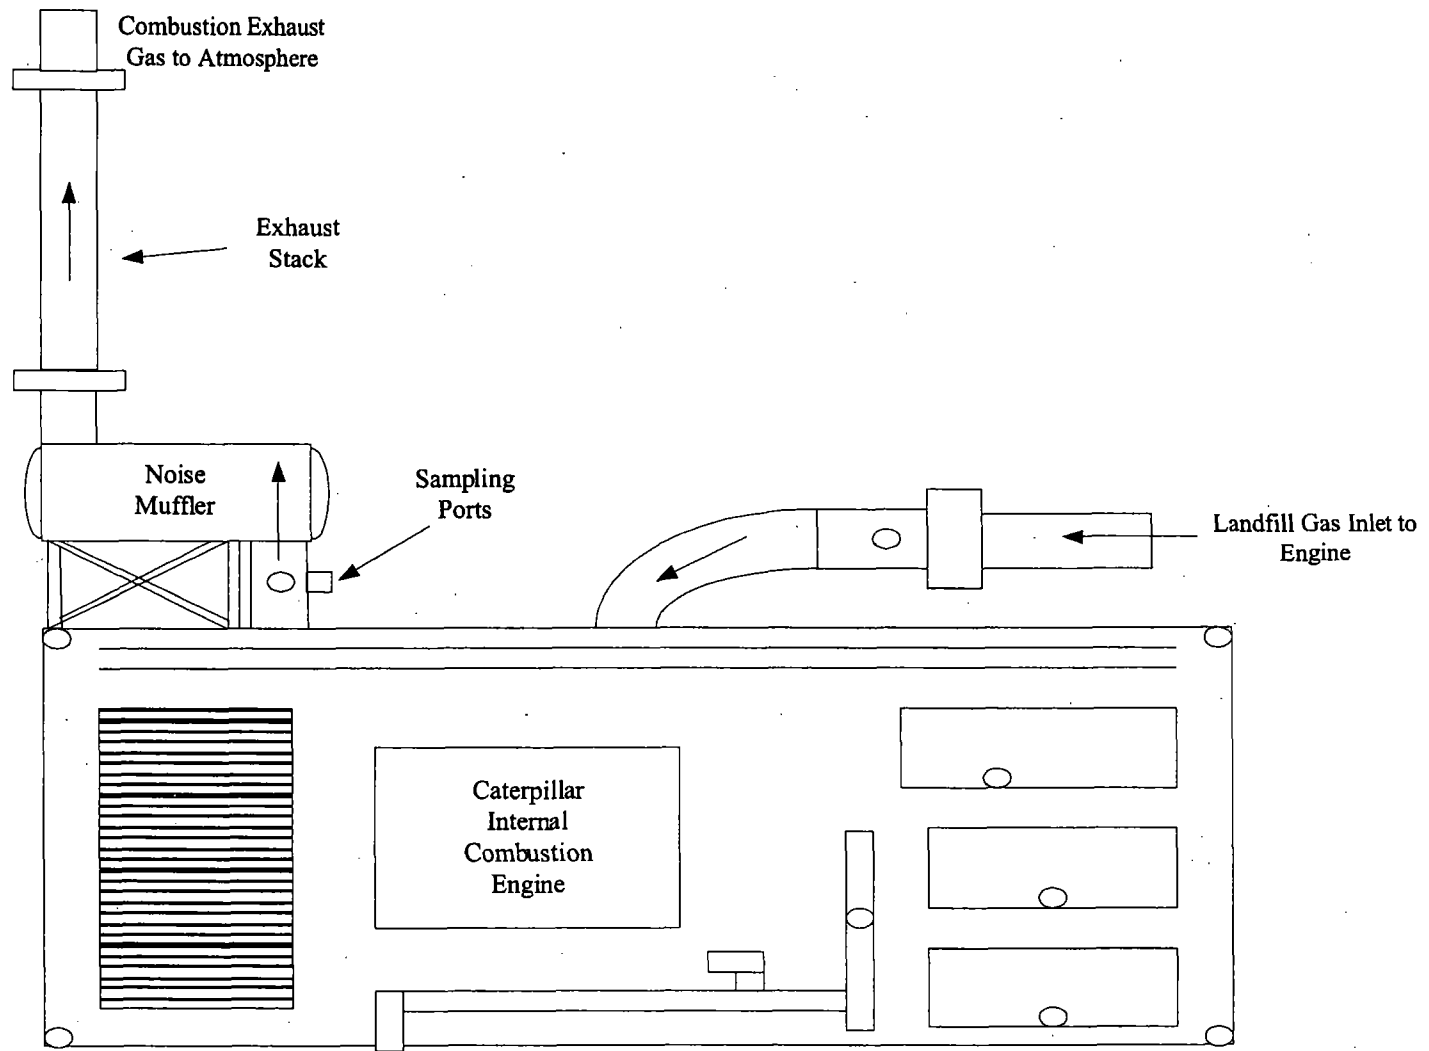 Combustion Exhaust
Gas to Atmosphere
Exhaust
Stack
Noise
Muffler
Sampling
Ports
Landfill Gas Inlet to
Engine
Caterpillar
Internal
Combustion
Engine